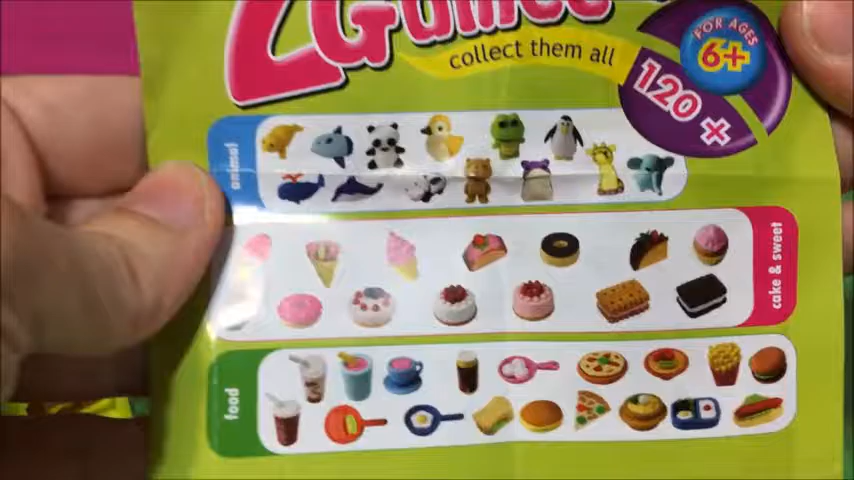 collect them all
FOR AGES
6+
120 x
animal
cake & sweet
food